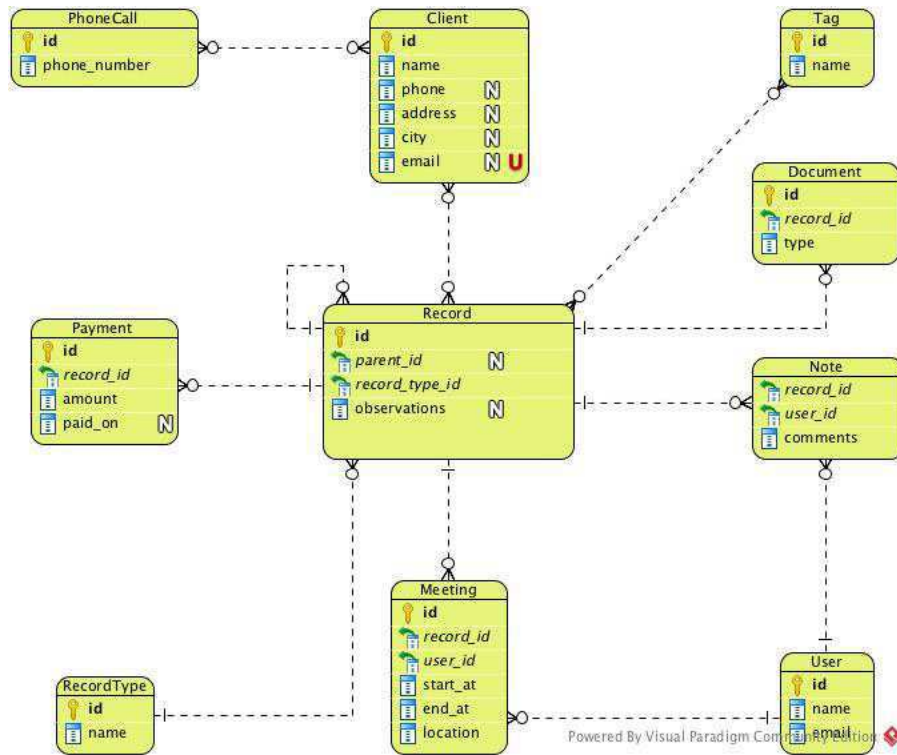 PhoneCall
id
phone_number
Client
id
name
phone N
address N
city N
email N U
Tag
id
name
Document
id
record_id
type
Record
id
parent_id N
record_type_id
observations N
Payment
id
record_id
amount
paid_on N
Note
record_id
user_id
comments
Meeting
id
record_id
user_id
start_at
end_at
location
RecordType
id
name
User
id
name
email
Powered By Visual Paradigm Community Edition